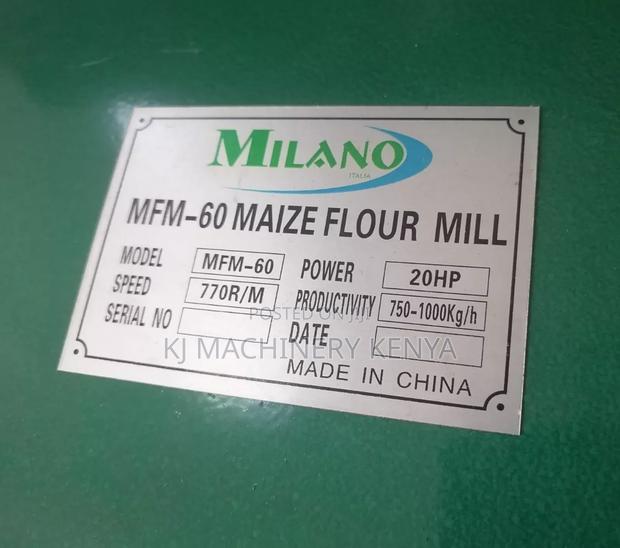 MILANO
ITALIA
MFM-60 MAIZE FLOUR MILL
MODEL MFM-60 POWER 20HP
SPEED 770R/M PRODUCTIVITY 750-1000Kg/h
SERIAL NO DATE
POSTED ON Jiji
KJ MACHINERY KENYA
MADE IN CHINA